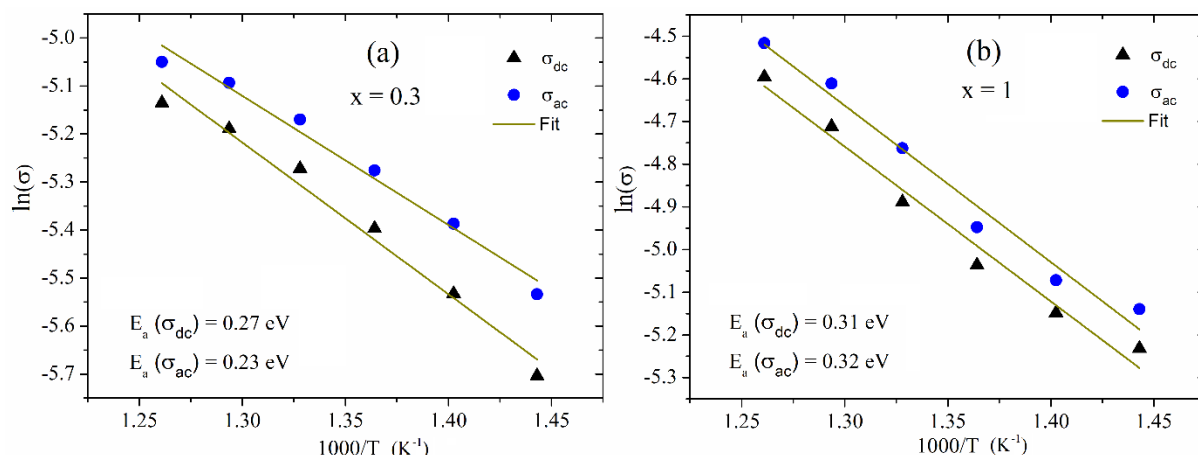 (a)
x = 0.3
σdc
σac
Fit
Ea (σdc) = 0.27 eV
Ea (σac) = 0.23 eV
ln(σ)
-5.0
-5.1
-5.2
-5.3
-5.4
-5.5
-5.6
-5.7
1.25 1.30 1.35 1.40 1.45
1000/T (K-1)
(b)
x = 1
σdc
σac
Fit
Ea (σdc) = 0.31 eV
Ea (σac) = 0.32 eV
ln(σ)
-4.5
-4.6
-4.7
-4.8
-4.9
-5.0
-5.1
-5.2
-5.3
1.25 1.30 1.35 1.40 1.45
1000/T (K-1)